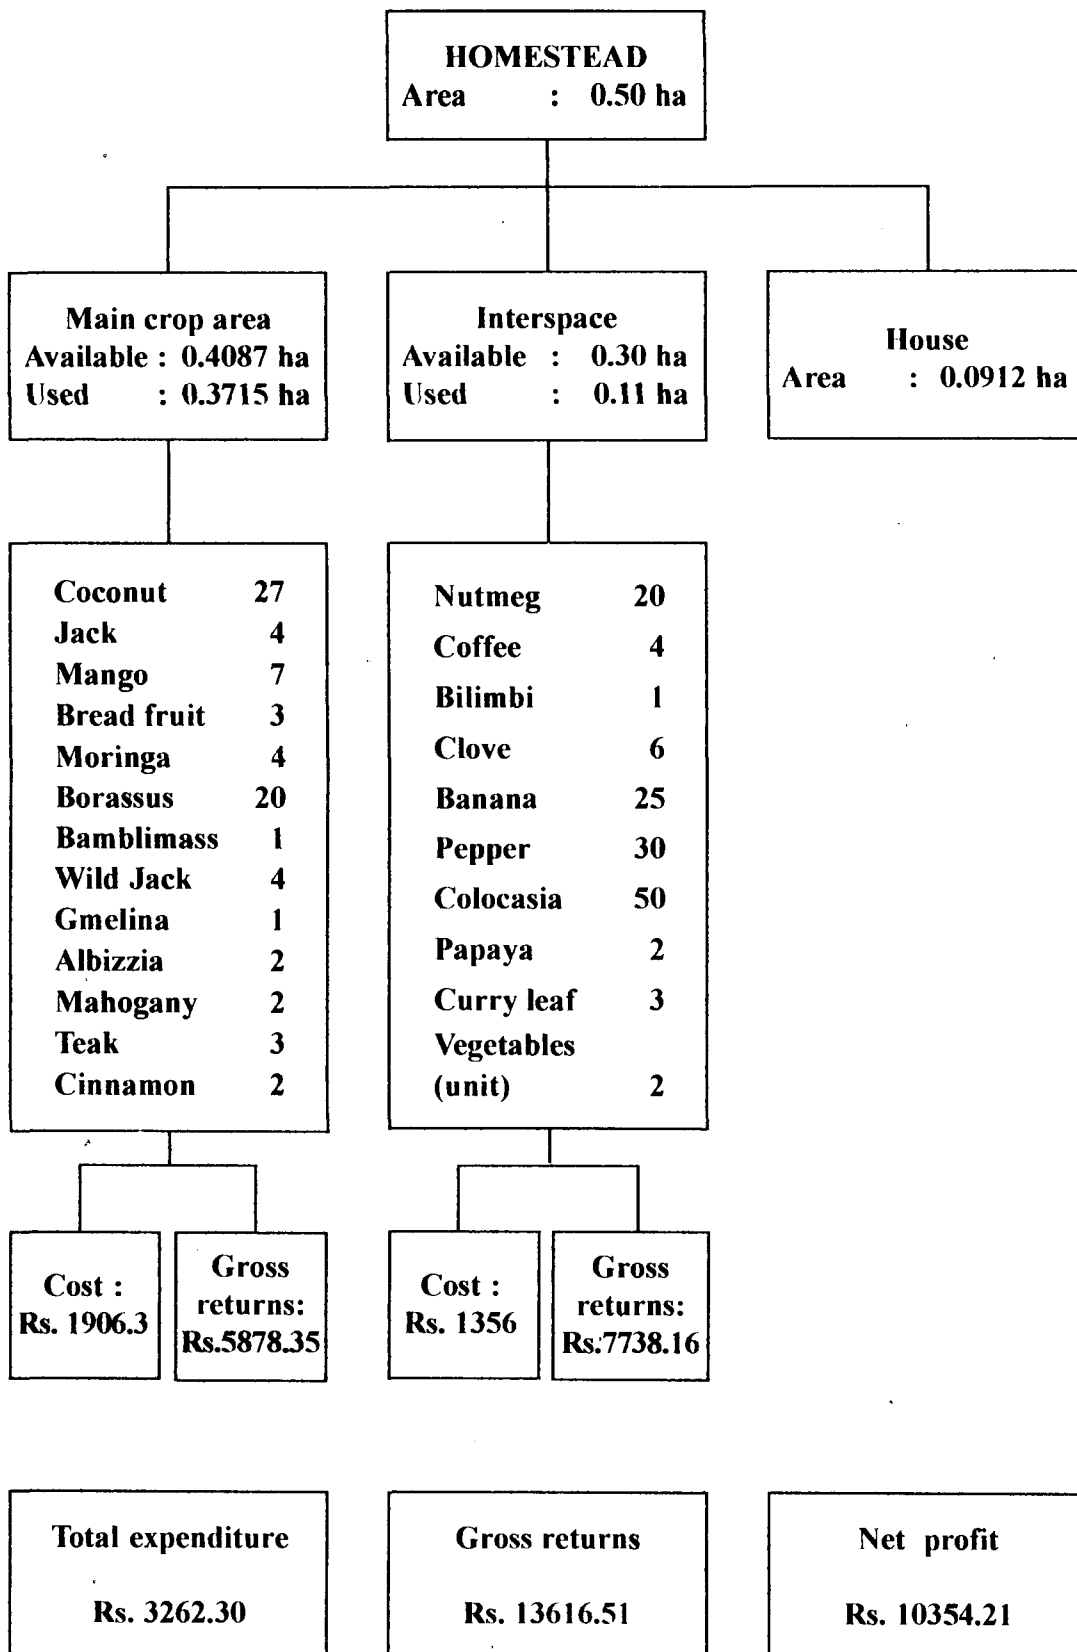 HOMESTEAD
Area : 0.50 ha
Main crop area
Available : 0.4087 ha
Used : 0.3715 ha
Interspace
Available : 0.30 ha
Used : 0.11 ha
House
Area : 0.0912 ha
Coconut 27
Jack 4
Mango 7
Bread fruit 3
Moringa 4
Borassus 20
Bamblimass 1
Wild Jack 4
Gmelina 1
Albizzia 2
Mahogany 2
Teak 3
Cinnamon 2
Nutmeg 20
Coffee 4
Bilimbi 1
Clove 6
Banana 25
Pepper 30
Colocasia 50
Papaya 2
Curry leaf 3
Vegetables
(unit) 2
Cost :
Rs. 1906.3
Gross
returns:
Rs.5878.35
Cost :
Rs. 1356
Gross
returns:
Rs.7738.16
Total expenditure
Rs. 3262.30
Gross returns
Rs. 13616.51
Net profit
Rs. 10354.21